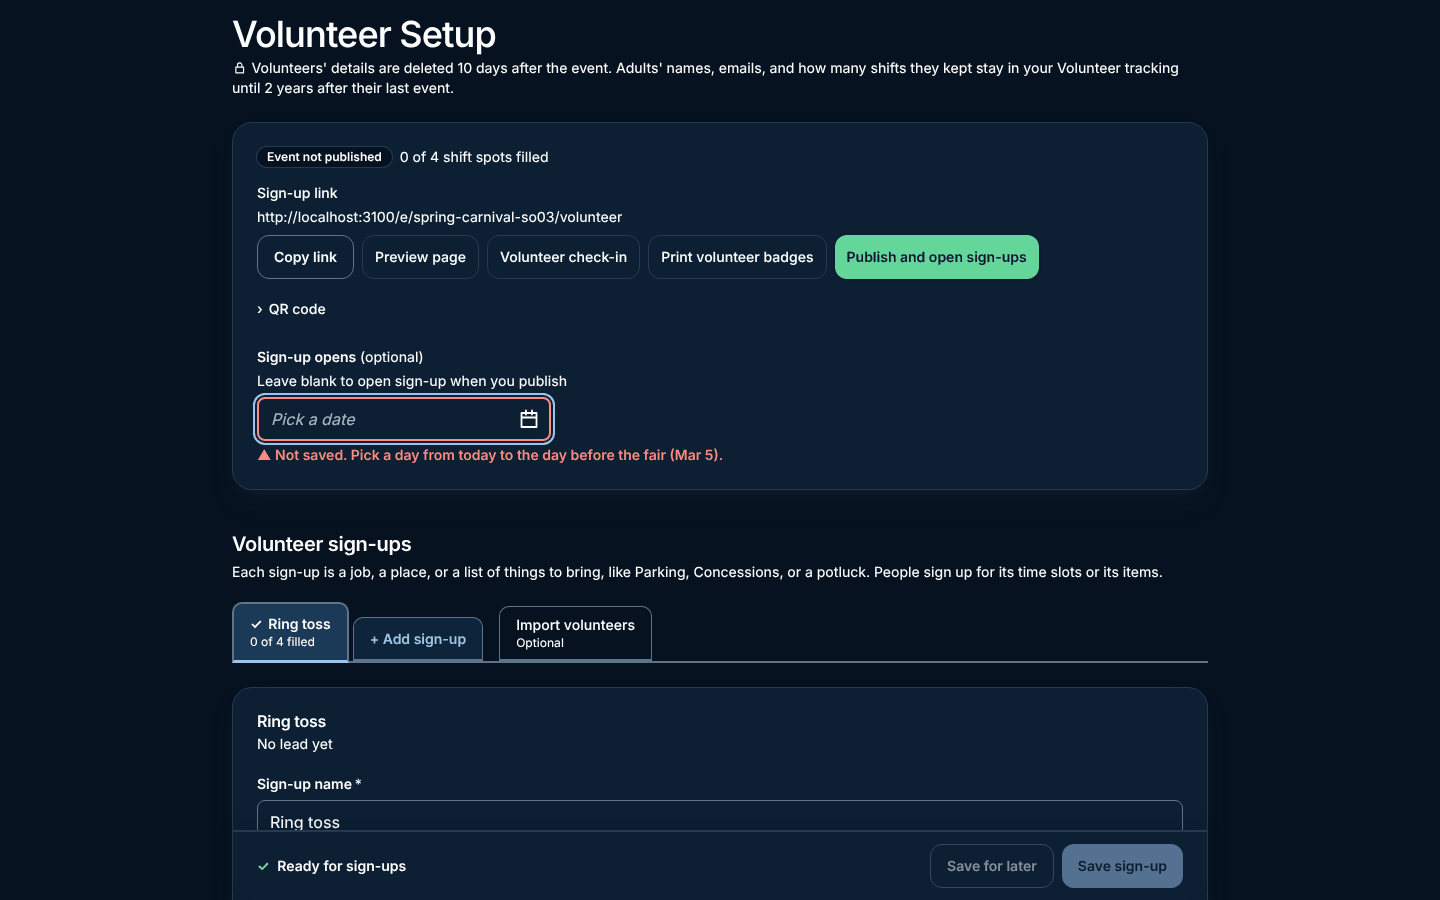 Volunteer Setup
Volunteers' details are deleted 10 days after the event. Adults' names, emails, and how many shifts they kept stay in your Volunteer tracking
until 2 years after their last event.
Event not published 0 of 4 shift spots filled
Sign-up link
http://localhost:3100/e/spring-carnival-so03/volunteer
Copy link Preview page Volunteer check-in Print volunteer badges Publish and open sign-ups
› QR code
Sign-up opens (optional)
Leave blank to open sign-up when you publish
Pick a date
▲ Not saved. Pick a day from today to the day before the fair (Mar 5).
Volunteer sign-ups
Each sign-up is a job, a place, or a list of things to bring, like Parking, Concessions, or a potluck. People sign up for its time slots or its items.
✓ Ring toss
0 of 4 filled
+ Add sign-up
Import volunteers
Optional
Ring toss
No lead yet
Sign-up name *
Ring toss
✓ Ready for sign-ups Save for later Save sign-up